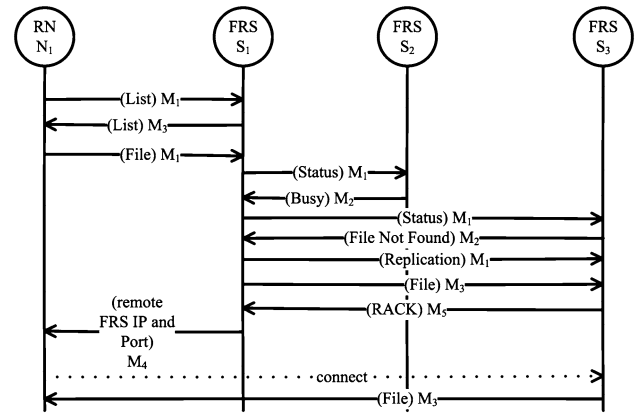 RN
N₁
FRS
S₁
FRS
S₂
FRS
S₃
(List) M₁
(List) M₃
(File) M₁
(Status) M₁
(Busy) M₂
(Status) M₁
(File Not Found) M₂
(Replication) M₁
(File) M₃
(RACK) M₅
(remote
FRS IP and
Port)
M₄
connect
(File) M₃